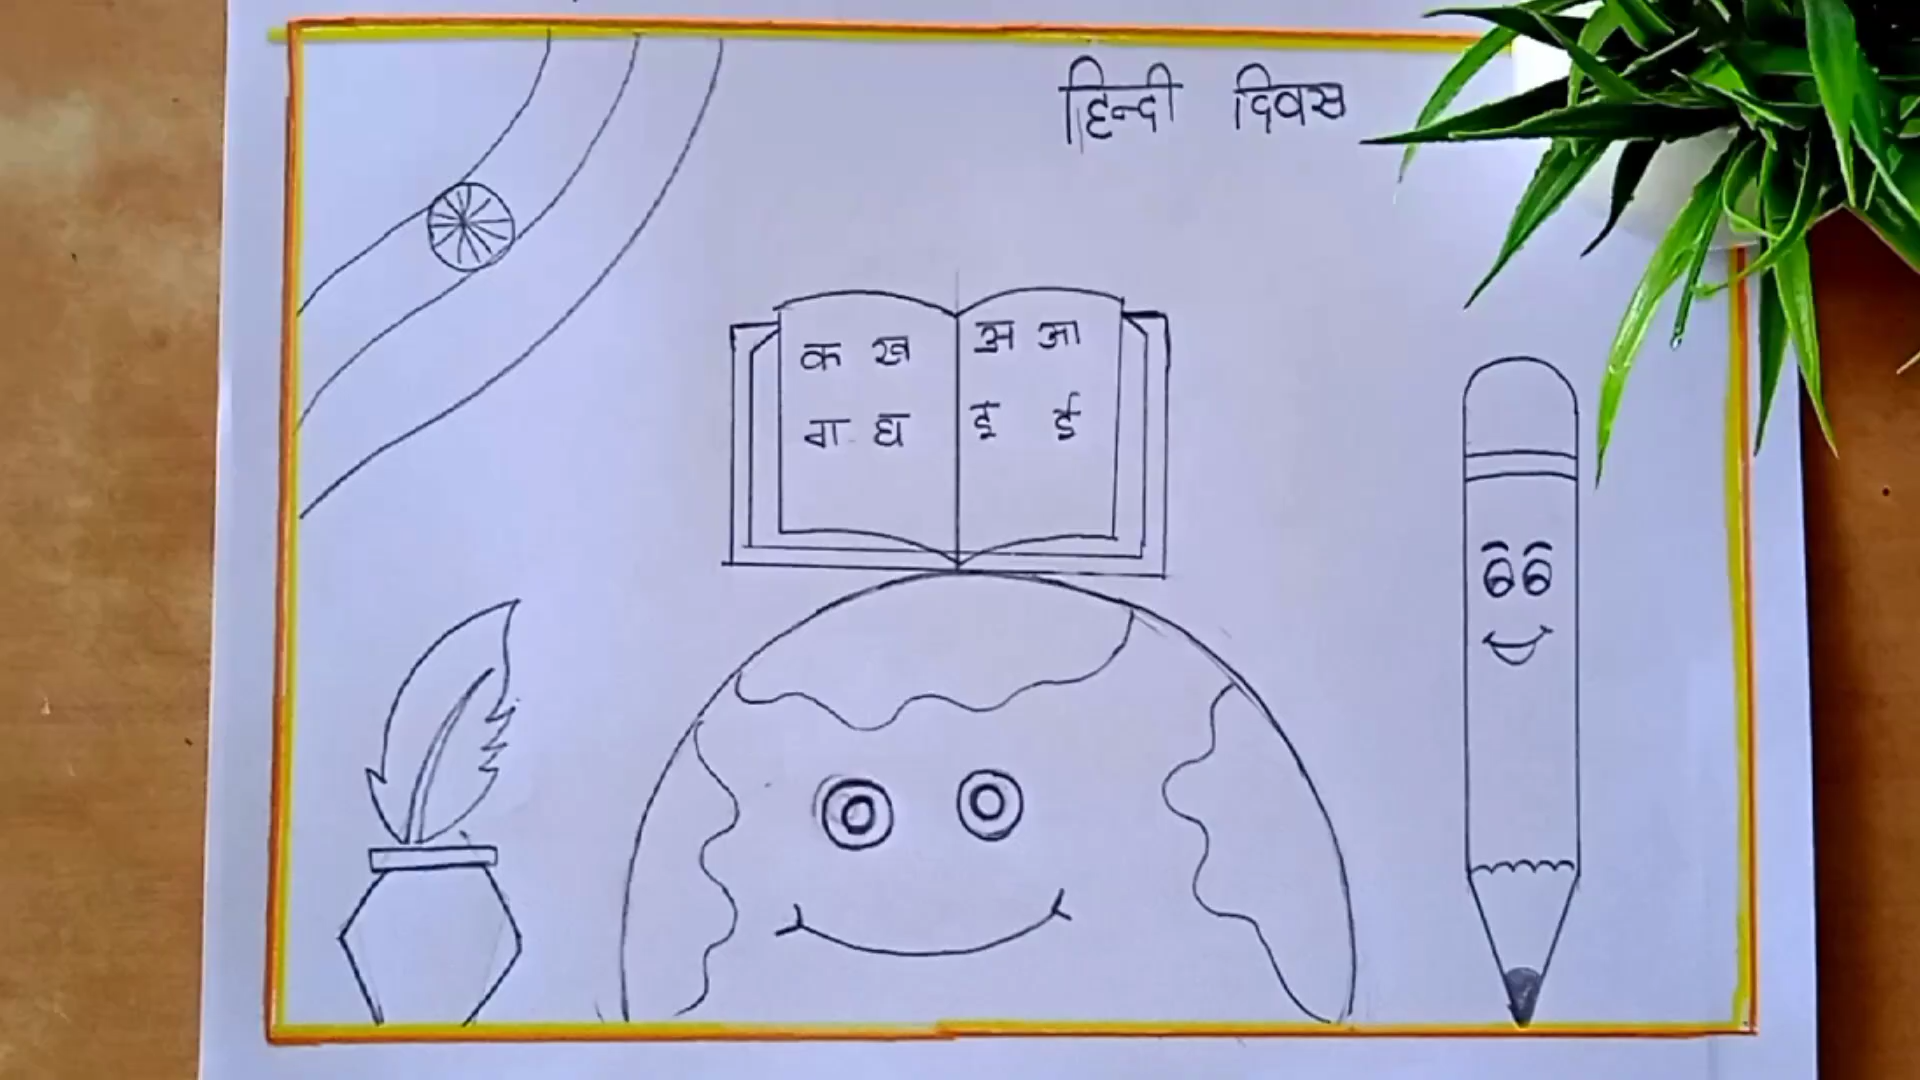 हिन्दी दिवस
क ख
ग घ
अ आ
इ ई